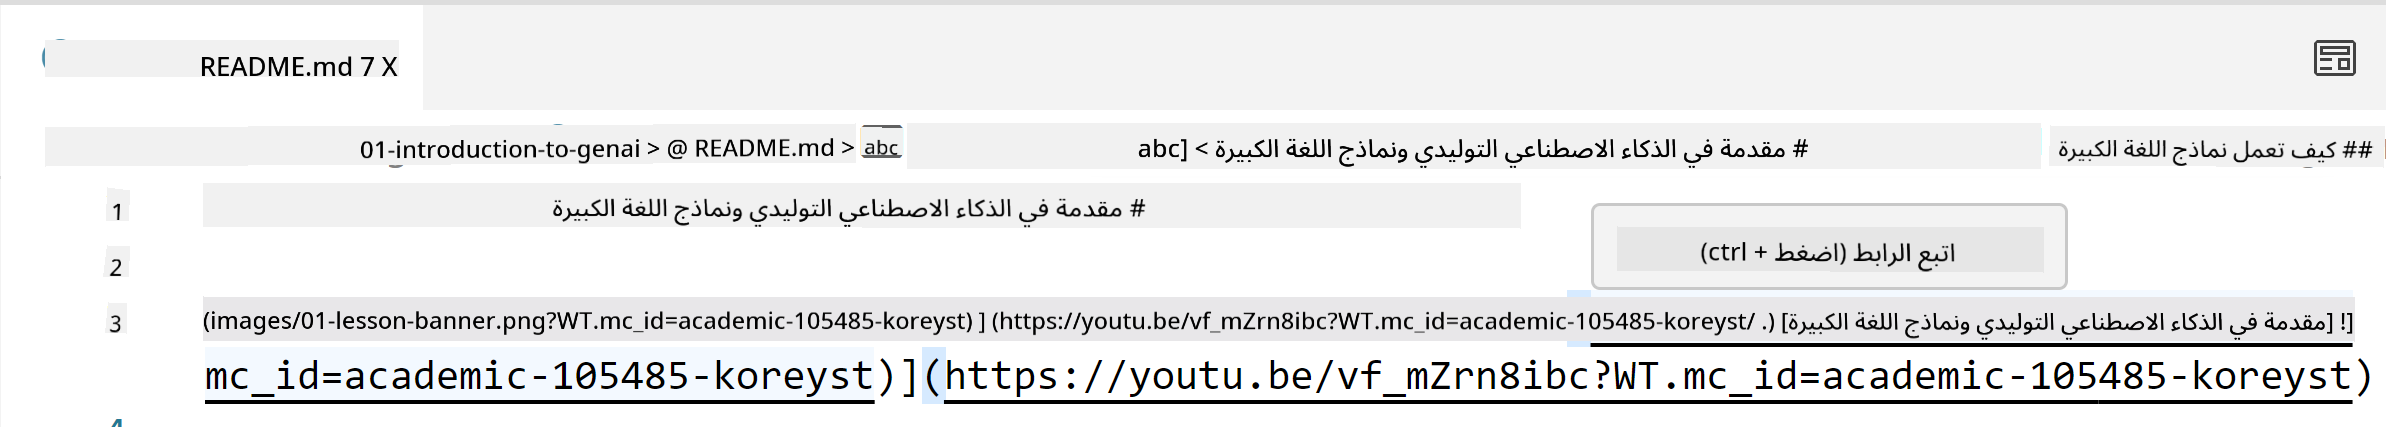 README.md 7 X
01-introduction-to-genai > @ README.md > abc # مقدمة في الذكاء الاصطناعي التوليدي ونماذج اللغة الكبيرة > [abc ## كيف تعمل نماذج اللغة الكبيرة
1 # مقدمة في الذكاء الاصطناعي التوليدي ونماذج اللغة الكبيرة
2
اتبع الرابط (اضغط + ctrl)
3 [! [مقدمة في الذكاء الاصطناعي التوليدي ونماذج اللغة الكبيرة] (. /images/01-lesson-banner.png?WT.mc_id=academic-105485-koreyst) ] (https://youtu.be/vf_mZrn8ibc?WT.mc_id=academic-105485-koreyst)
mc_id=academic-105485-koreyst)](https://youtu.be/vf_mZrn8ibc?WT.mc_id=academic-105485-koreyst)